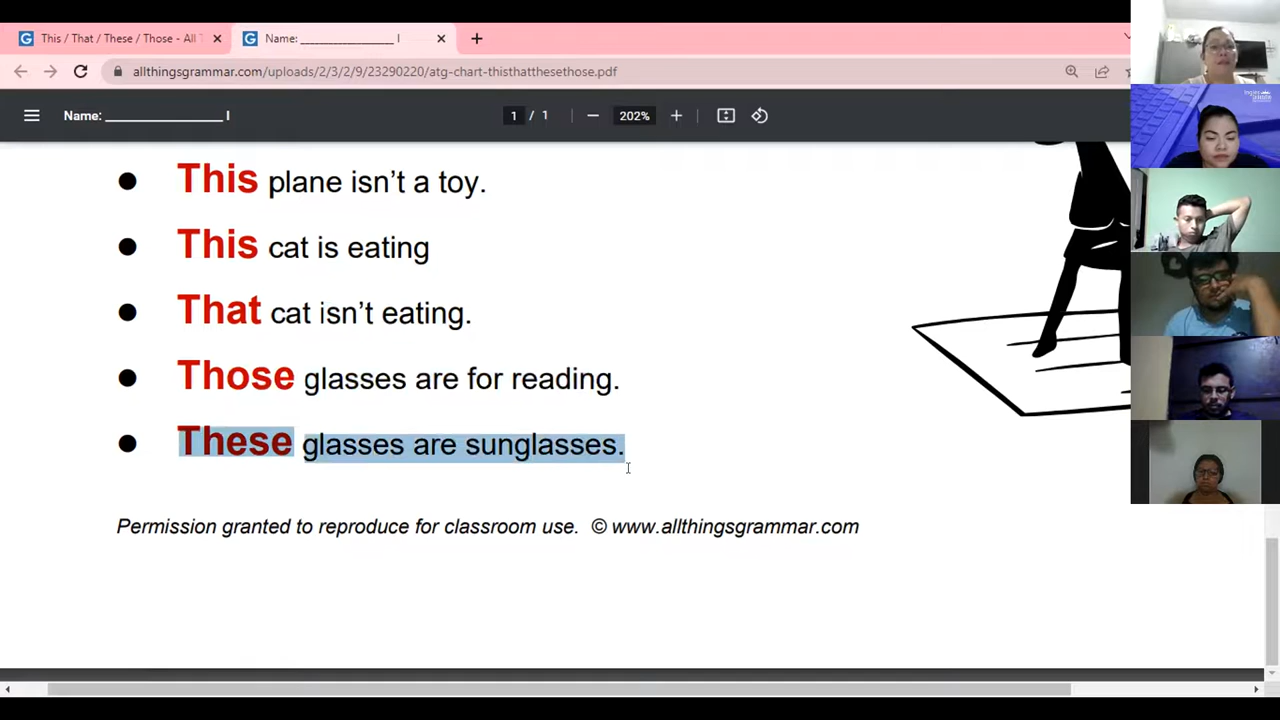 This / That / These / Those - All T
Name: ____________________ I
allthingsgrammar.com/uploads/2/3/2/9/23290220/atg-chart-thisthatthesethose.pdf
Name: ____________________ I
1 / 1
202%
● This plane isn't a toy.
● This cat is eating
● That cat isn't eating.
● Those glasses are for reading.
● These glasses are sunglasses.
Permission granted to reproduce for classroom use. © www.allthingsgrammar.com